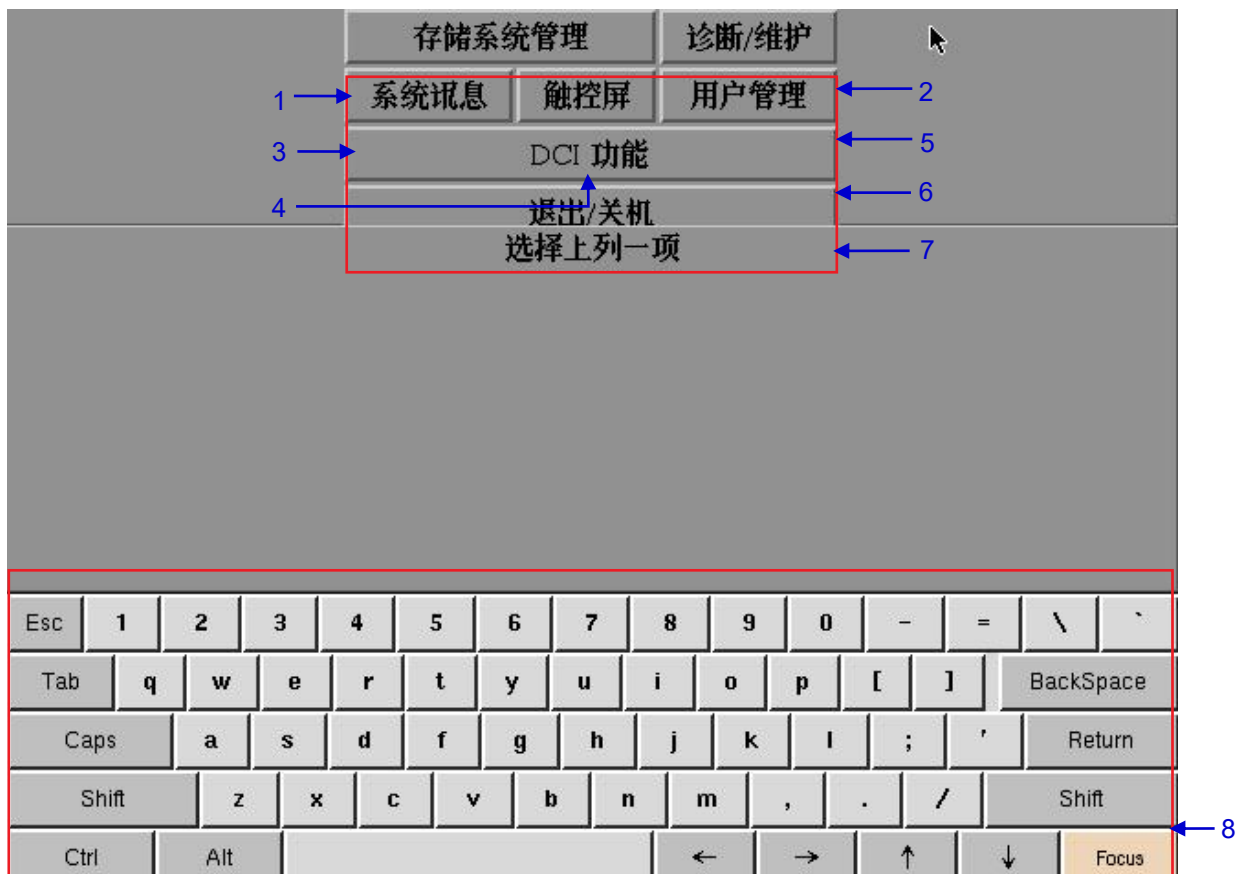 存储系统管理 诊断/维护
1 系统讯息 触控屏 用户管理 2
3 DCI 功能 5
4 退出/关机 6
选择上列一项 7
Esc 1 2 3 4 5 6 7 8 9 0 - = \ `
Tab q w e r t y u i o p [ ] BackSpace
Caps a s d f g h j k l ; ' Return
Shift z x c v b n m , . / Shift
8
Ctrl Alt ← → ↑ ↓ Focus